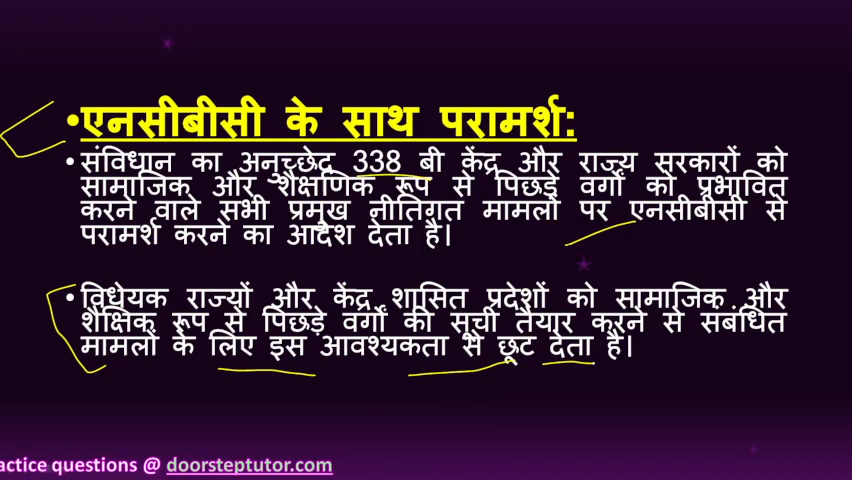 •एनसीबीसी के साथ परामर्श:
• संविधान का अनुच्छेद 338 बी केंद्र और राज्य सरकारों को
सामाजिक और शैक्षणिक रूप से पिछड़े वर्गों को प्रभावित
करने वाले सभी प्रमुख नीतिगत मामलों पर एनसीबीसी से
परामर्श करने का आदेश देता है।
• विधेयक राज्यों और केंद्र शासित प्रदेशों को सामाजिक और
शैक्षिक रूप से पिछड़े वर्गों की सूची तैयार करने से संबंधित
मामलों के लिए इस आवश्यकता से छूट देता है।
actice questions @ doorsteptutor.com